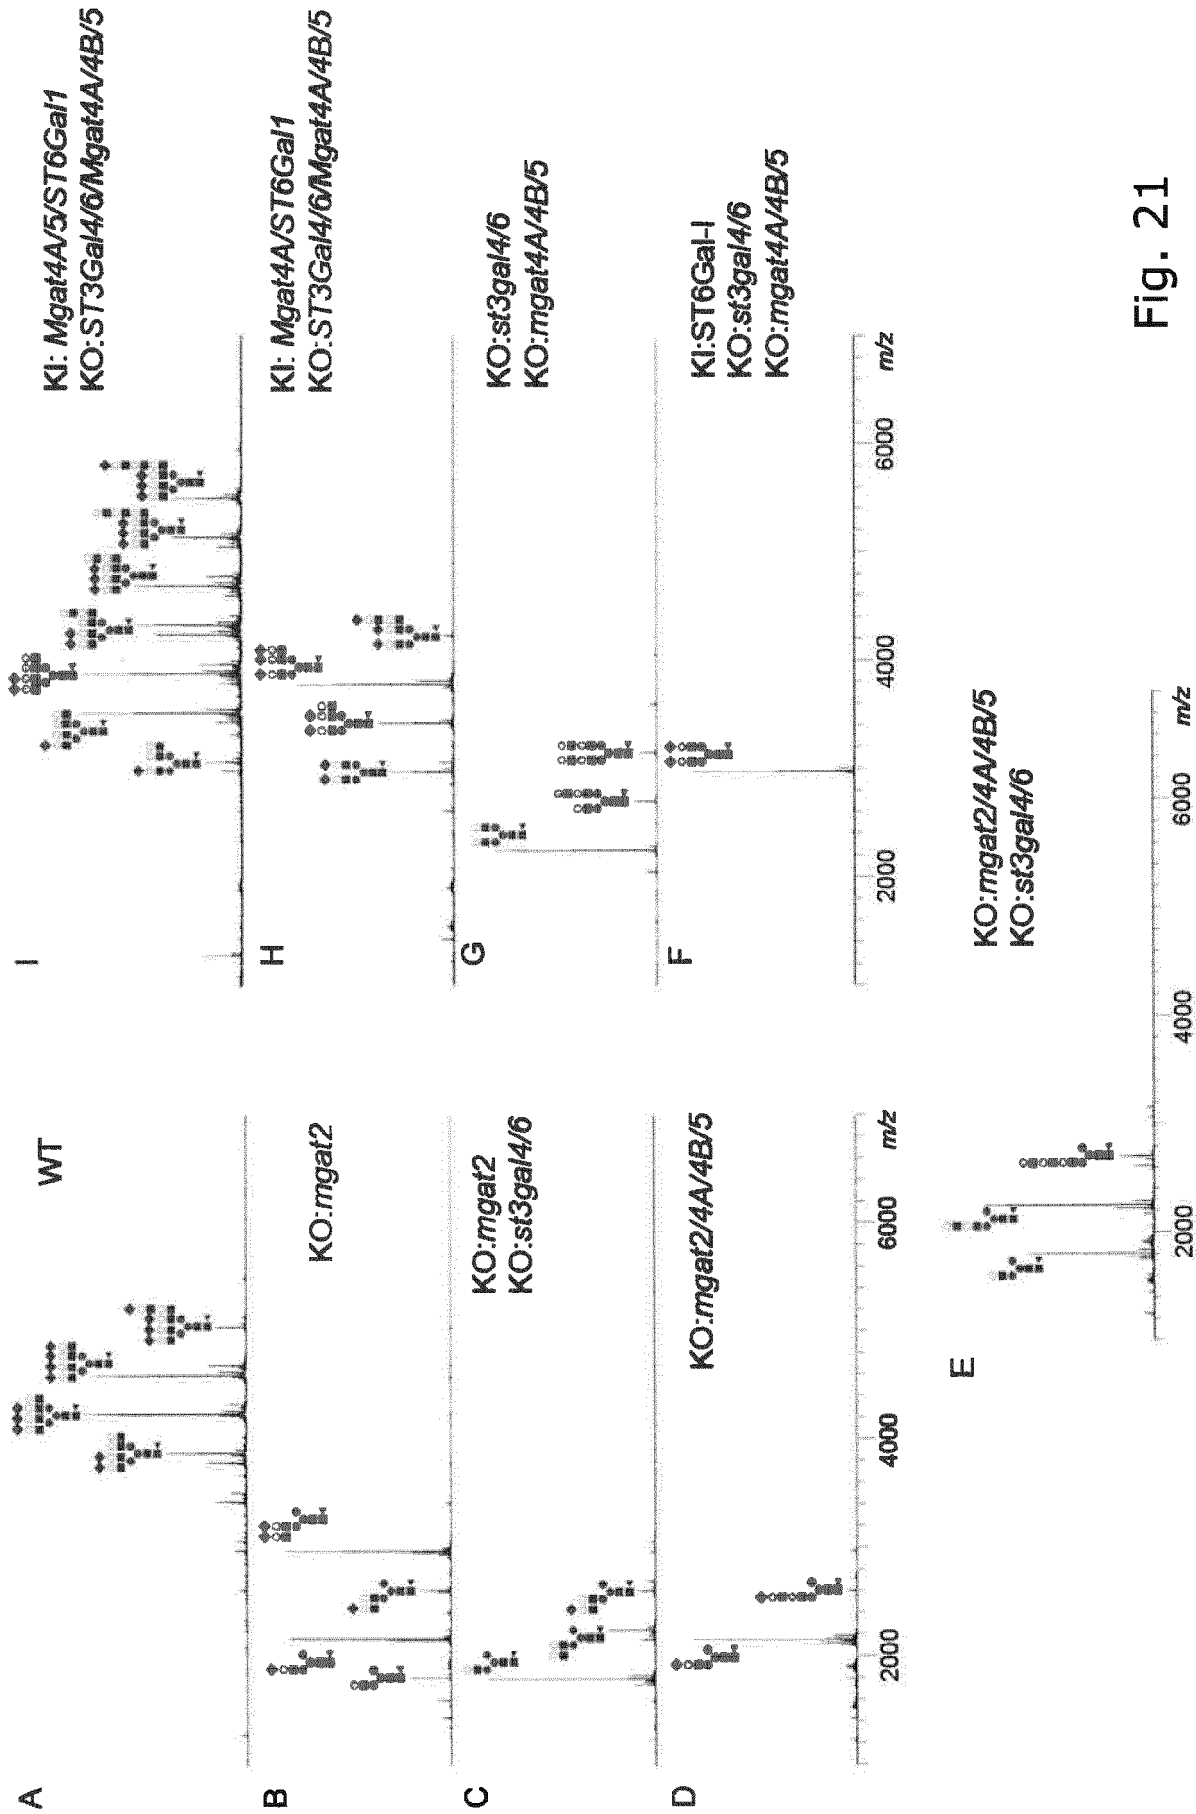 A
WT
B
KO:mgat2
C
KO:mgat2
KO:st3gal4/6
D
KO:mgat2/4A/4B/5
2000
4000
6000
m/z
E
KO:mgat2/4A/4B/5
KO:st3gal4/6
2000
4000
6000
m/z
I
KI: Mgat4A/5/ST6Gal1
KO:ST3Gal4/6/Mgat4A/4B/5
H
KI: Mgat4A/ST6Gal1
KO:ST3Gal4/6/Mgat4A/4B/5
G
KO:st3gal4/6
KO:mgat4A/4B/5
F
KI:ST6Gal-I
KO:st3gal4/6
KO:mgat4A/4B/5
2000
4000
6000
m/z
Fig. 21